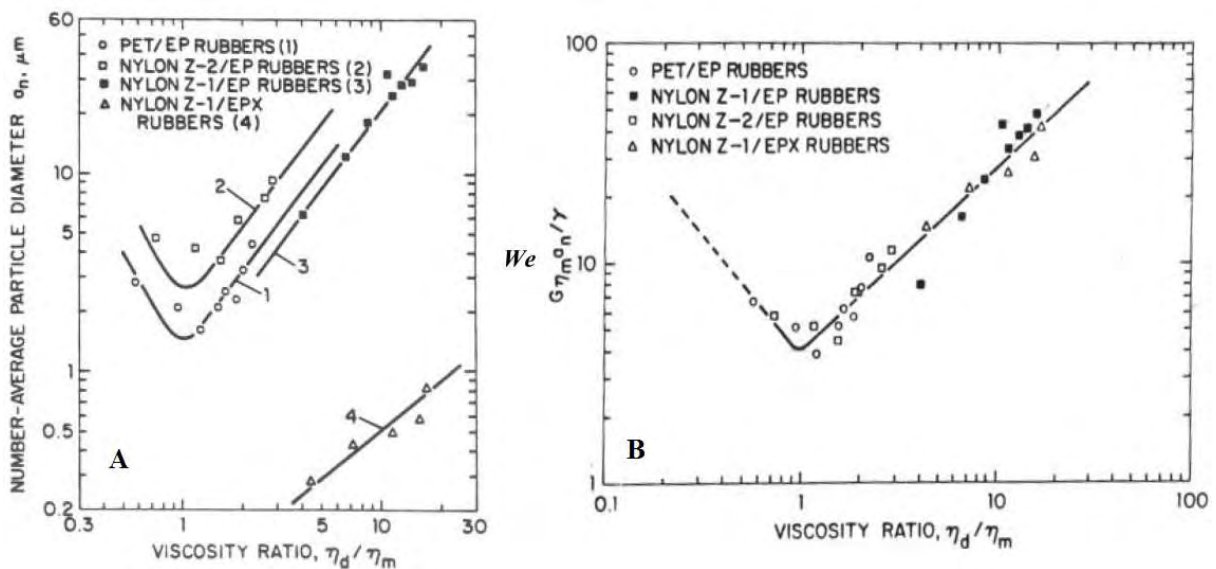 60
○ PET/EP RUBBERS (1)
□ NYLON Z-2/EP RUBBERS (2)
■ NYLON Z-1/EP RUBBERS (3)
△ NYLON Z-1/EPX
RUBBERS (4)
10
5
1
0.5
0.2
2
1
3
4
A
0.3
1
5
10
30
NUMBER-AVERAGE PARTICLE DIAMETER aₙ, μm
VISCOSITY RATIO, ηd/ηm
100
○ PET/EP RUBBERS
■ NYLON Z-1/EP RUBBERS
□ NYLON Z-2/EP RUBBERS
△ NYLON Z-1/EPX RUBBERS
10
1
We
Gηm aₙ/γ
B
0.1
1
10
100
VISCOSITY RATIO, ηd/ηm